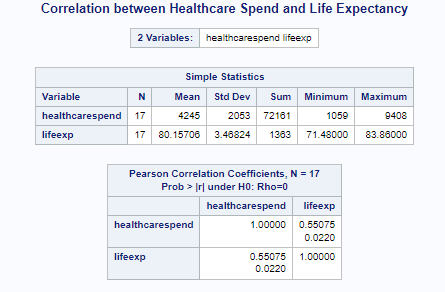 Correlation between Healthcare Spend and Life Expectancy
2 Variables: healthcarespend lifeexp
Simple Statistics
Variable N Mean Std Dev Sum Minimum Maximum
healthcarespend 17 4245 2053 72161 1059 9408
lifeexp 17 80.15706 3.46824 1363 71.48000 83.86000
Pearson Correlation Coefficients, N = 17
Prob > |r| under H0: Rho=0
healthcarespend lifeexp
healthcarespend 1.00000 0.55075
0.0220
lifeexp 0.55075 1.00000
0.0220